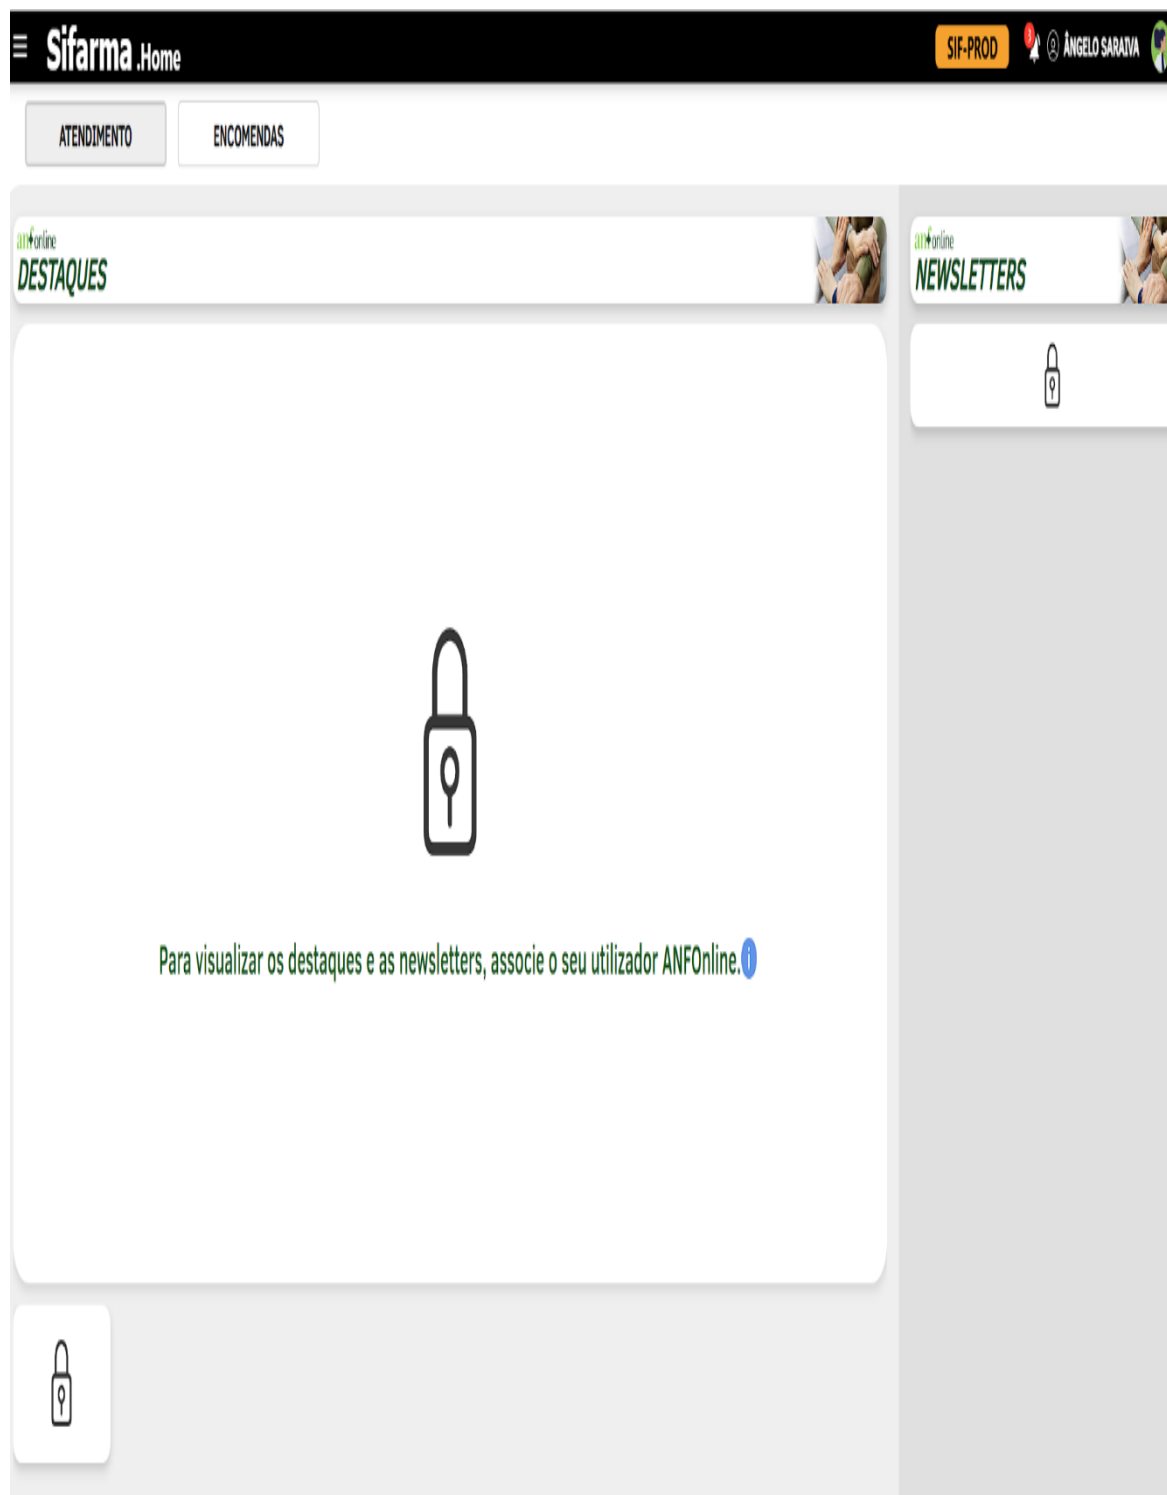 Sifarma .Home
SIF-PROD
3
ÂNGELO SARAIVA
ATENDIMENTO
ENCOMENDAS
anfonline
DESTAQUES
anfonline
NEWSLETTERS
Para visualizar os destaques e as newsletters, associe o seu utilizador ANFOnline.